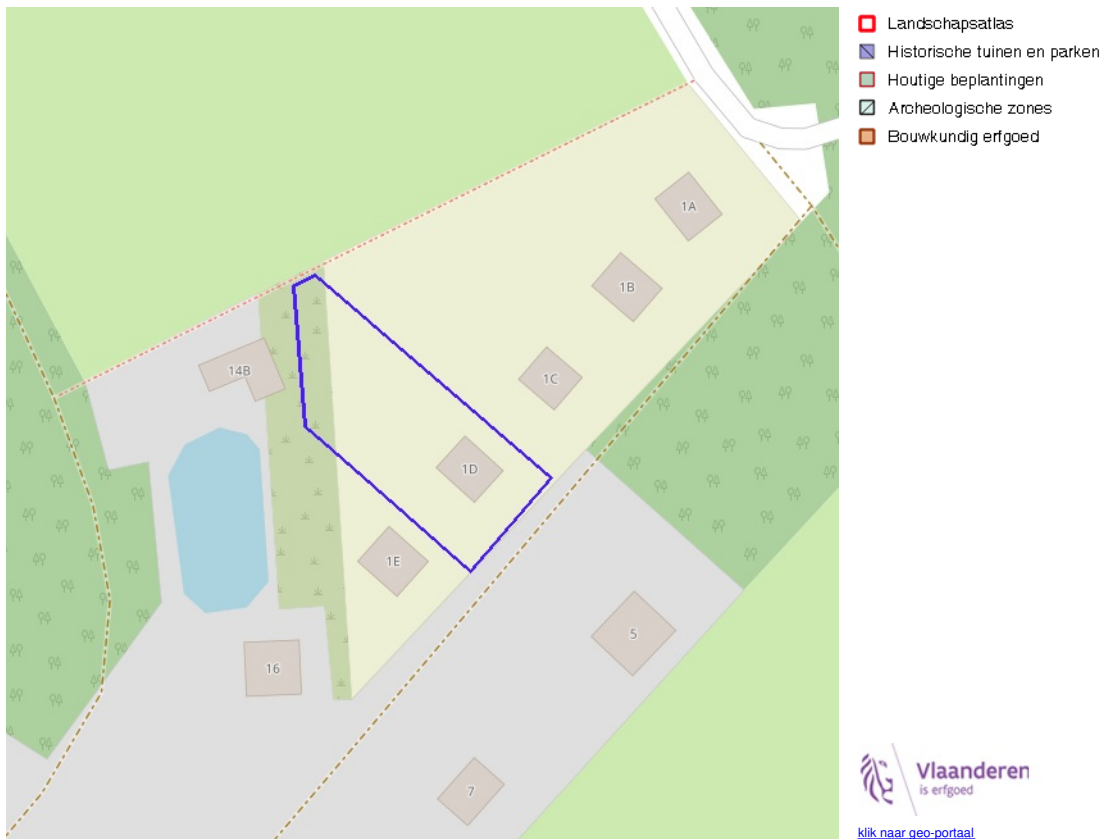 Landschapsatlas
Historische tuinen en parken
Houtige beplantingen
Archeologische zones
Bouwkundig erfgoed
1A
1B
1C
14B
1D
1E
5
16
7
Vlaanderen
is erfgoed
klik naar geo-portaal